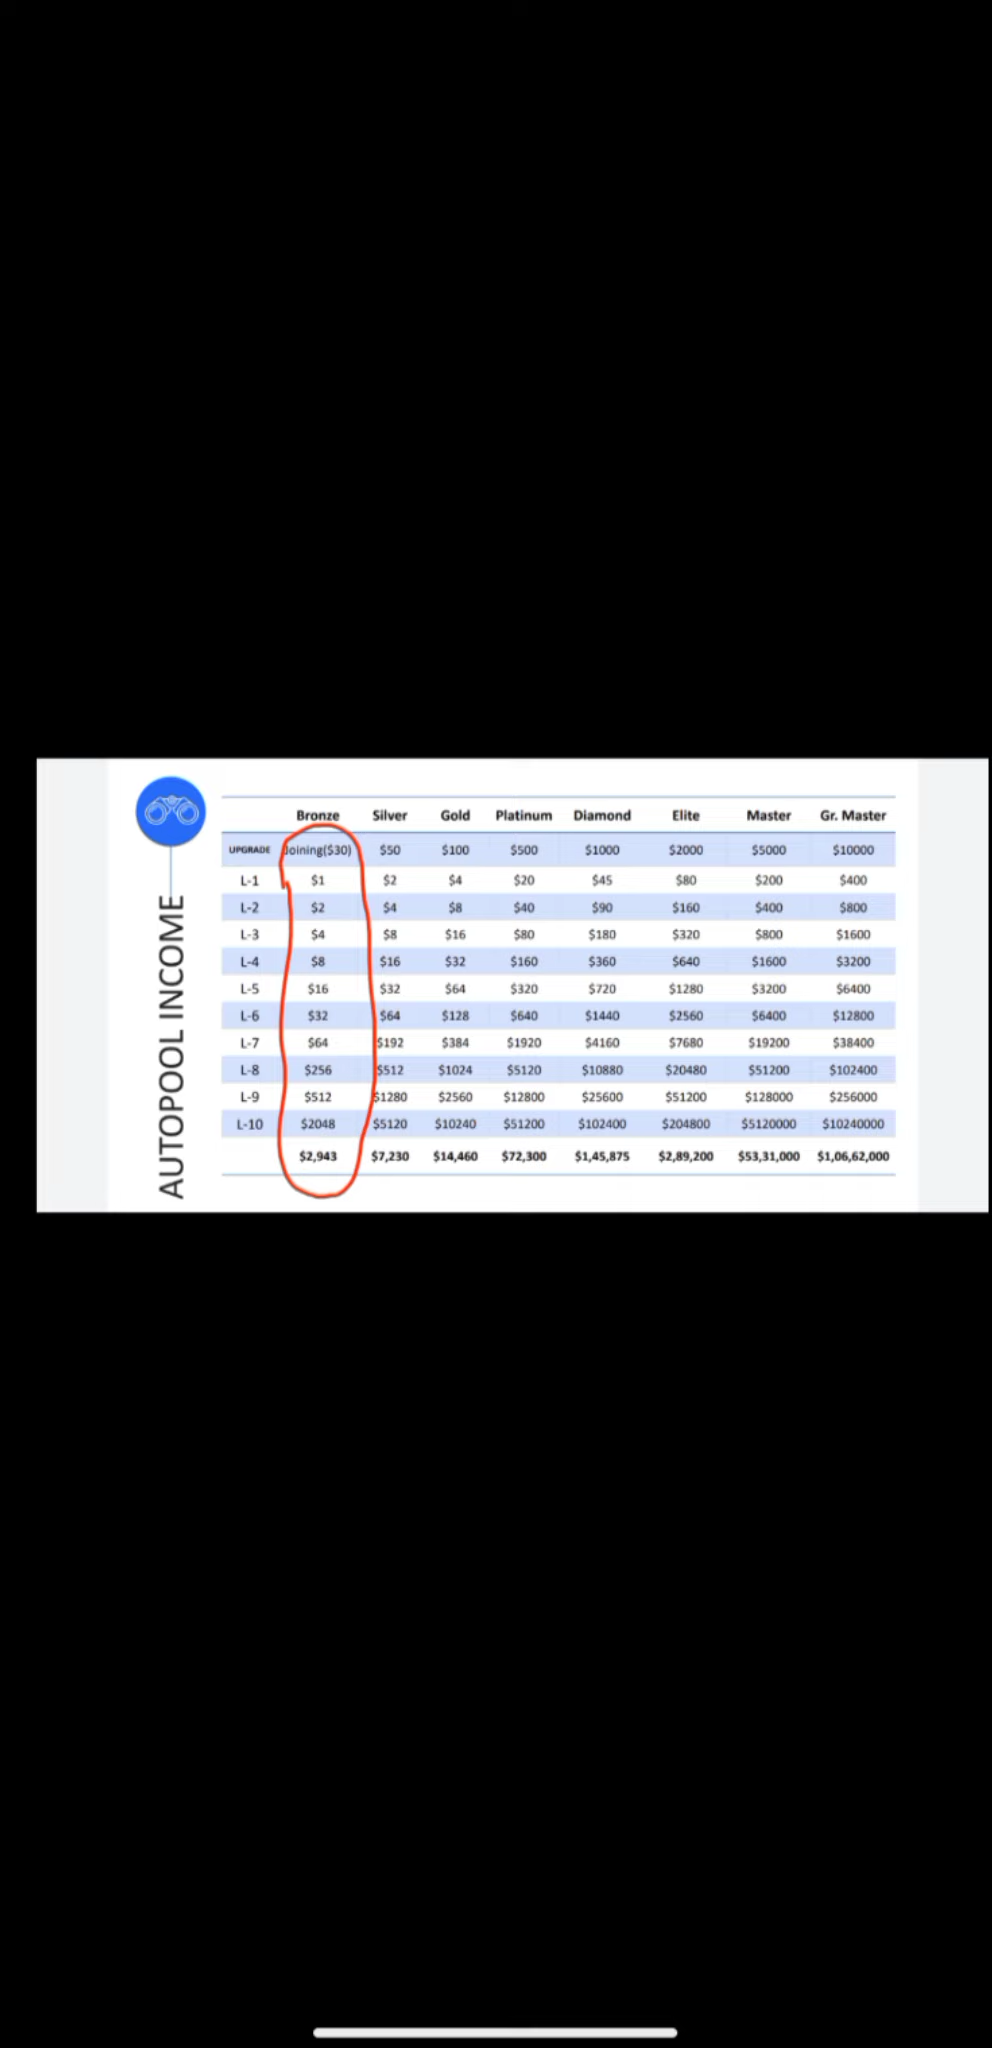 AUTOPOOL INCOME
Bronze Silver Gold Platinum Diamond Elite Master Gr. Master
UPGRADE Joining($30) $50 $100 $500 $1000 $2000 $5000 $10000
L-1 $1 $2 $4 $20 $45 $80 $200 $400
L-2 $2 $4 $8 $40 $90 $160 $400 $800
L-3 $4 $8 $16 $80 $180 $320 $800 $1600
L-4 $8 $16 $32 $160 $360 $640 $1600 $3200
L-5 $16 $32 $64 $320 $720 $1280 $3200 $6400
L-6 $32 $64 $128 $640 $1440 $2560 $6400 $12800
L-7 $64 $192 $384 $1920 $4160 $7680 $19200 $38400
L-8 $256 $512 $1024 $5120 $10880 $20480 $51200 $102400
L-9 $512 $1280 $2560 $12800 $25600 $51200 $128000 $256000
L-10 $2048 $5120 $10240 $51200 $102400 $204800 $5120000 $10240000
$2,943 $7,230 $14,460 $72,300 $1,45,875 $2,89,200 $53,31,000 $1,06,62,000